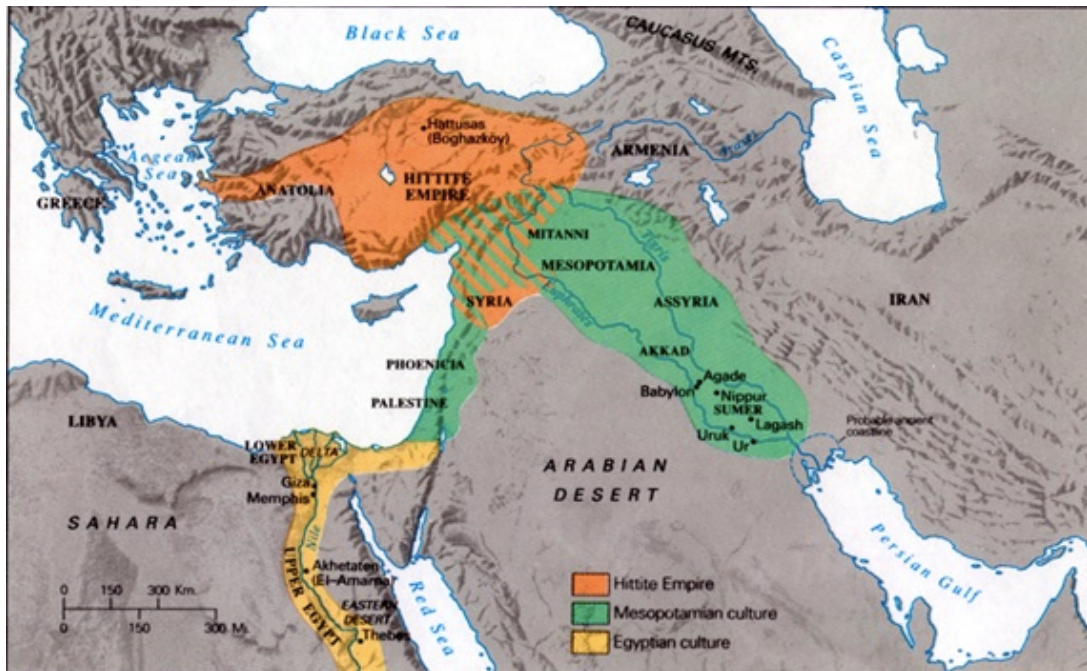 Black Sea
CAUCASUS MTS.
Caspian Sea
Hattusas
(Boghazköy)
ARMENIA
Aegean
Sea
ANATOLIA
HITTITE
EMPIRE
GREECE
MITANNI
Tigris
MESOPOTAMIA
Euphrates
SYRIA
ASSYRIA
IRAN
Mediterranean Sea
PHOENICIA
AKKAD
Agade
Babylon
Nippur
PALESTINE
SUMER
Lagash
Uruk
Ur
Probable ancient
coastline
LIBYA
LOWER
EGYPT
DELTA
Giza
Memphis
ARABIAN
DESERT
SAHARA
Nile
Persian Gulf
Akhetaten
(El-Amarna)
UPPER EGYPT
EASTERN
DESERT
Red Sea
Thebes
0 150 300 Km.
0 150 300 Mi.
Hittite Empire
Mesopotamian culture
Egyptian culture